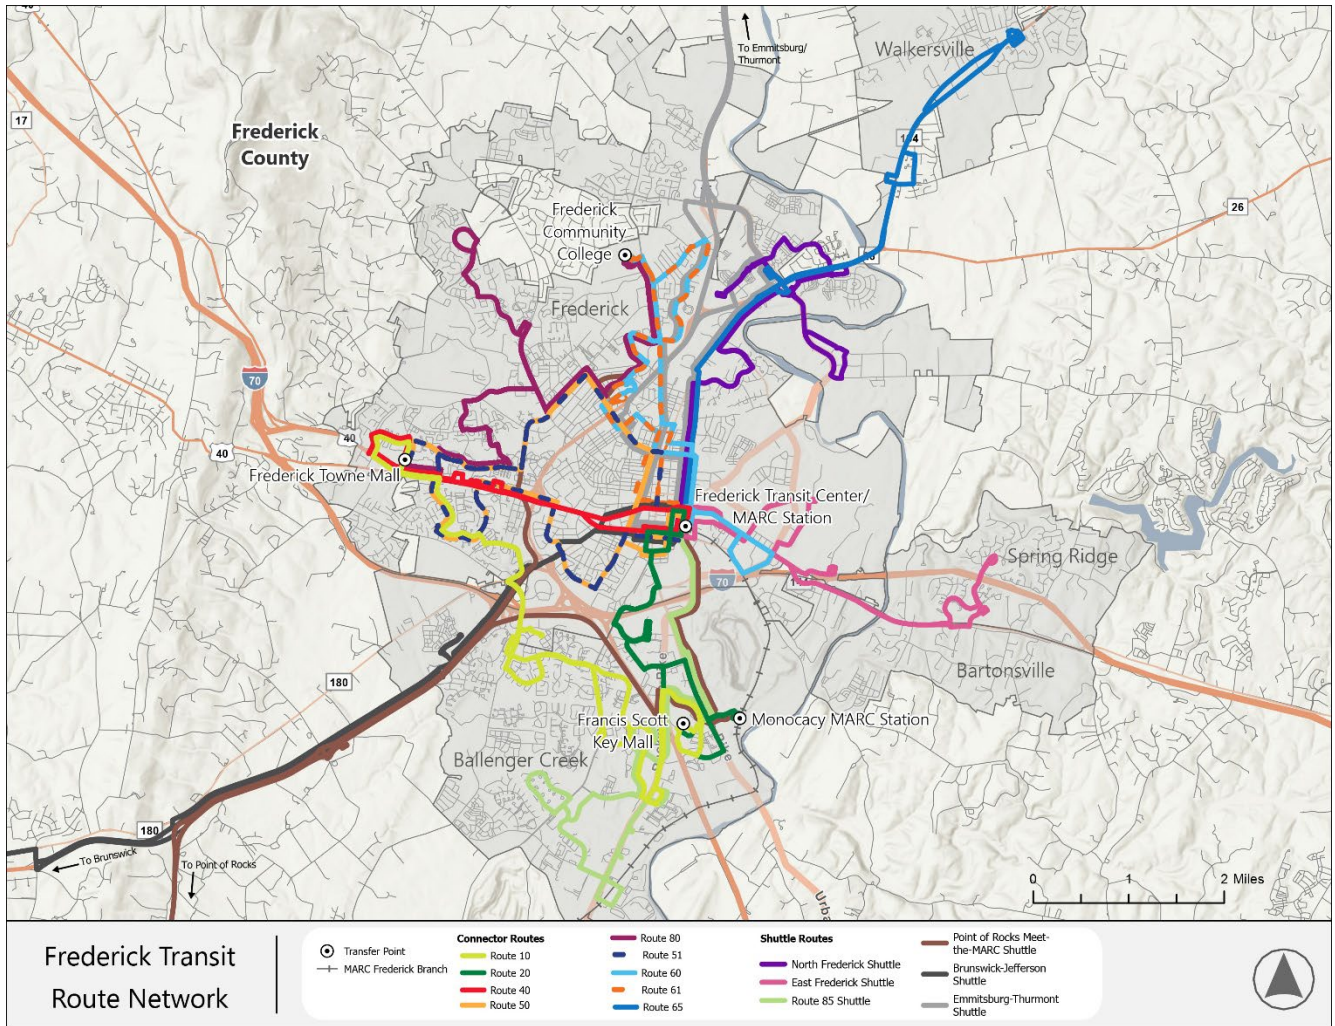 40
To Emmitsburg/
Thurmont
Walkersville
17
Frederick
County
194
Frederick
Community
College
26
Frederick
70
40
40
Frederick Towne Mall
Frederick Transit Center/
MARC Station
Spring Ridge
70
Bartonsville
180
Francis Scott
Key Mall
Monocacy MARC Station
Ballenger Creek
180
To Brunswick
To Point of Rocks
0 1 2 Miles
Urba
Frederick Transit
Route Network
Transfer Point
MARC Frederick Branch
Connector Routes
Route 10
Route 20
Route 40
Route 50
Route 80
Route 51
Route 60
Route 61
Route 65
Shuttle Routes
North Frederick Shuttle
East Frederick Shuttle
Route 85 Shuttle
Point of Rocks Meet-
the-MARC Shuttle
Brunswick-Jefferson
Shuttle
Emmitsburg-Thurmont
Shuttle